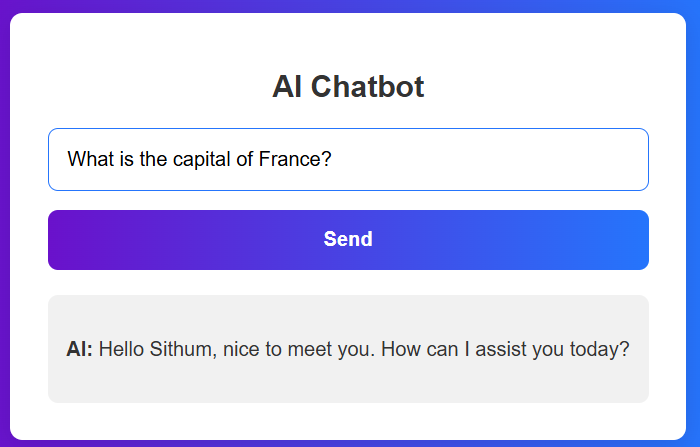 AI Chatbot
What is the capital of France?
Send
AI: Hello Sithum, nice to meet you. How can I assist you today?